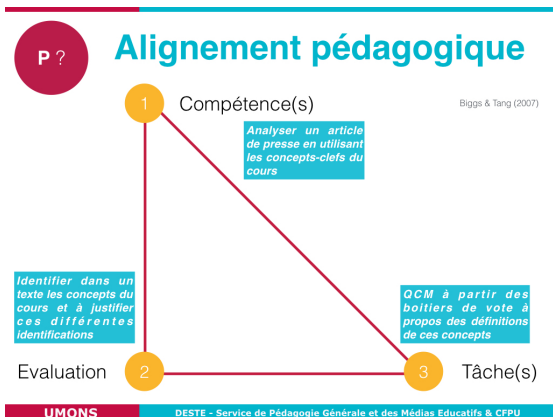 P ?
Alignement pédagogique
1
Compétence(s)
Biggs & Tang (2007)
Analyser un article
de presse en utilisant
les concepts-clefs du
cours
Identifier dans un
texte les concepts du
cours et à justifier
ces différentes
identifications
QCM à partir des
boitiers de vote à
propos des définitions
de ces concepts
Evaluation
2
3
Tâche(s)
UMONS
DESTE - Service de Pédagogie Générale et des Médias Educatifs & CFPU